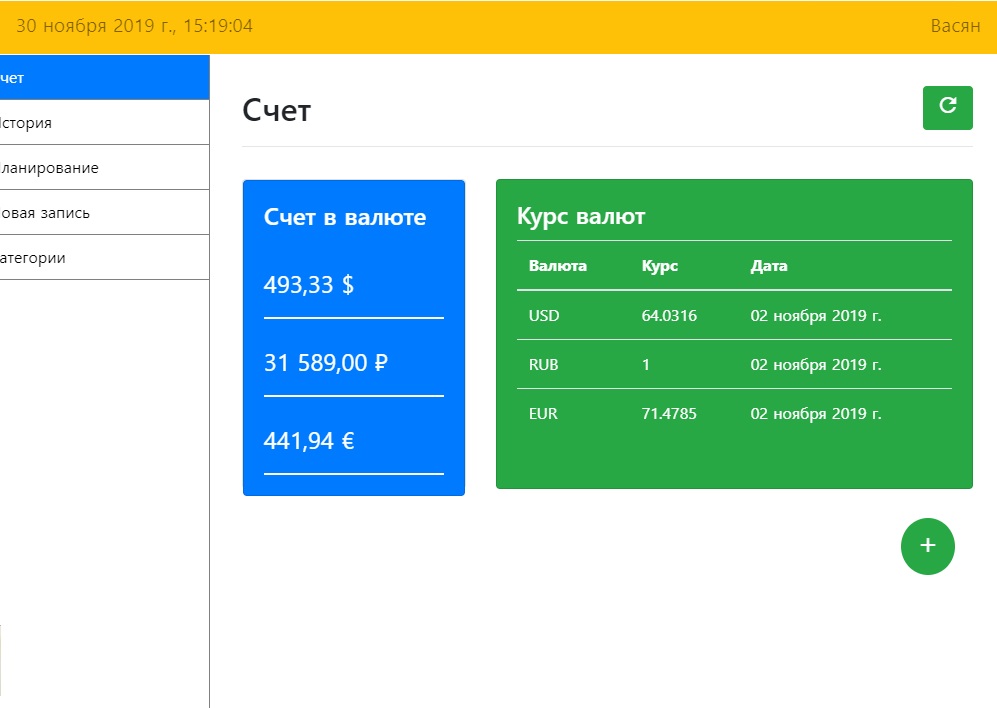 30 ноября 2019 г., 15:19:04 Васян
чет
стория
ланирование
овая запись
атегории
Счет
Счет в валюте
493,33 $
31 589,00 ₽
441,94 €
Курс валют
Валюта Курс Дата
USD 64.0316 02 ноября 2019 г.
RUB 1 02 ноября 2019 г.
EUR 71.4785 02 ноября 2019 г.
+